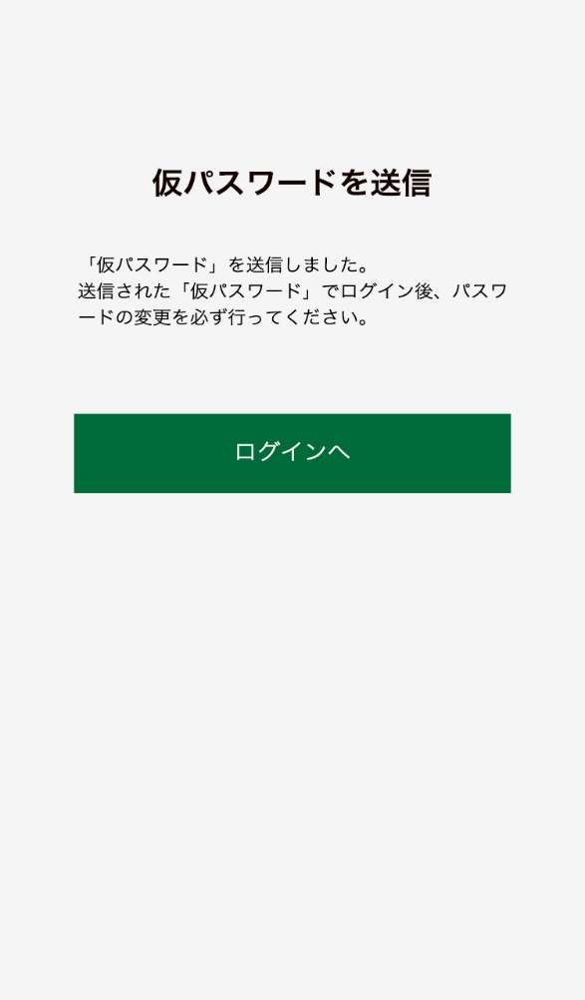 仮パスワードを送信
「仮パスワード」を送信しました。
送信された「仮パスワード」でログイン後、パスワ
ードの変更を必ず行ってください。
ログインへ